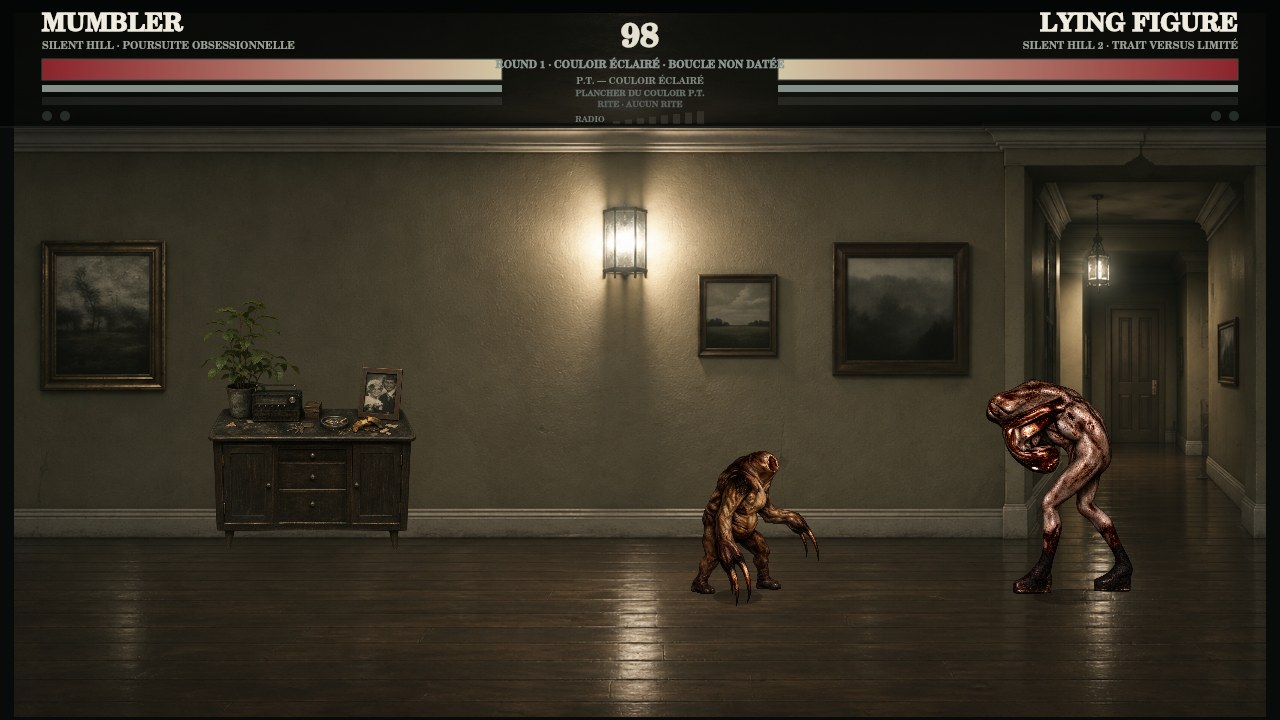 MUMBLER
SILENT HILL · POURSUITE OBSESSIONNELLE
98
LYING FIGURE
SILENT HILL 2 · TRAIT VERSUS LIMITÉ
ROUND 1 · COULOIR ÉCLAIRÉ · BOUCLE NON DATÉE
P.T. — COULOIR ÉCLAIRÉ
PLANCHER DU COULOIR P.T.
RITE · AUCUN RITE
RADIO